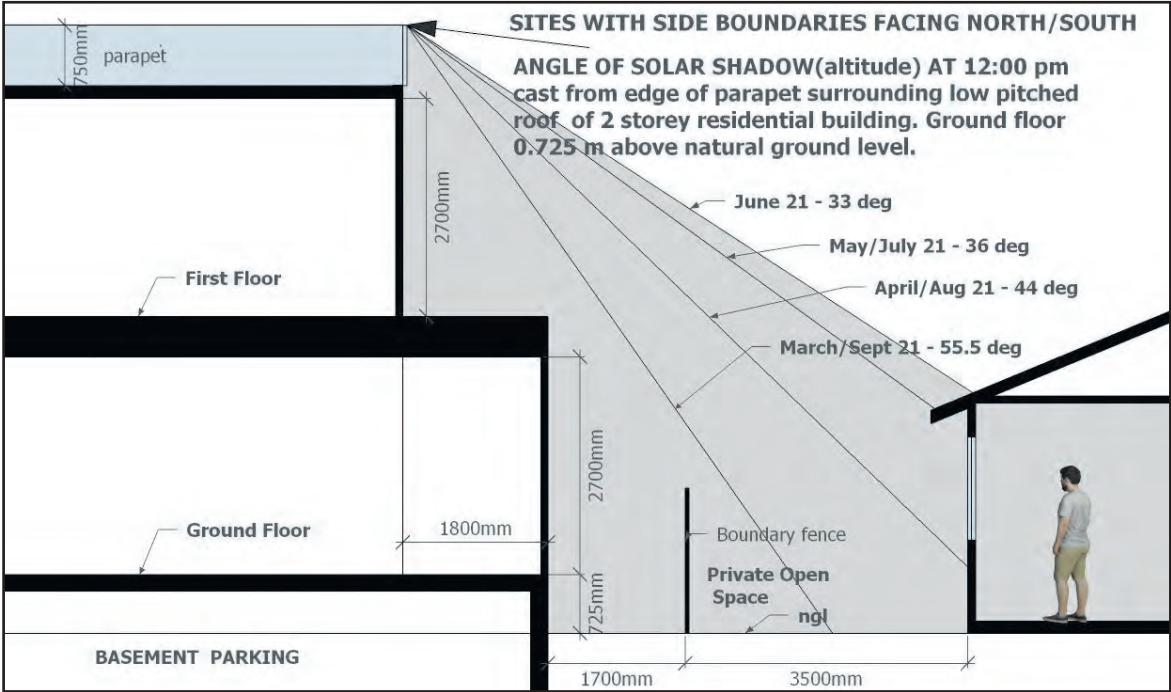 SITES WITH SIDE BOUNDARIES FACING NORTH/SOUTH
ANGLE OF SOLAR SHADOW(altitude) AT 12:00 pm
cast from edge of parapet surrounding low pitched
roof of 2 storey residential building. Ground floor
0.725 m above natural ground level.
750mm
parapet
2700mm
June 21 - 33 deg
May/July 21 - 36 deg
April/Aug 21 - 44 deg
March/Sept 21 - 55.5 deg
First Floor
2700mm
Ground Floor
1800mm
Boundary fence
Private Open
Space
725mm
ngl
BASEMENT PARKING
1700mm
3500mm